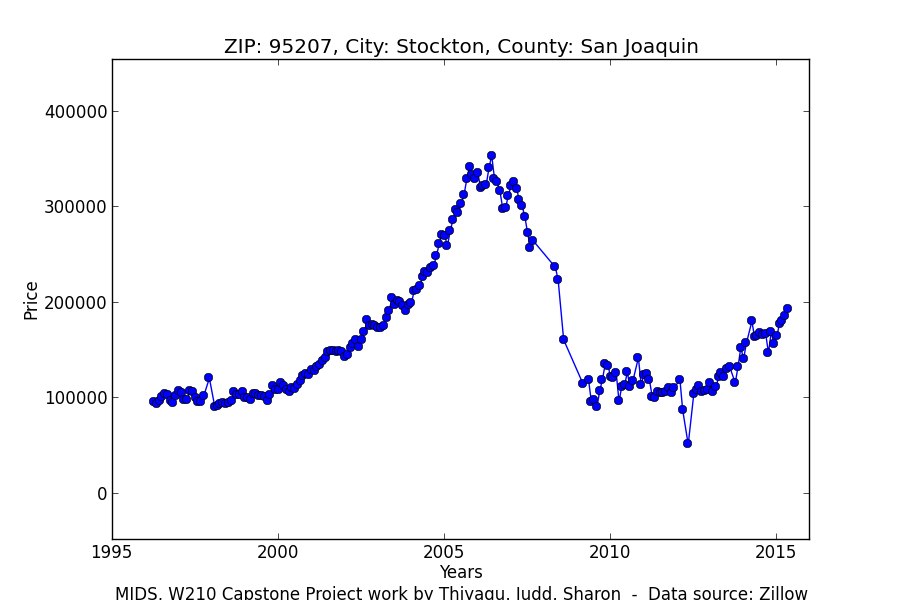 ZIP: 95207, City: Stockton, County: San Joaquin
400000
300000
200000
100000
0
Price
1995 2000 2005 2010 2015
Years
MIDS, W210 Capstone Project work by Thiyagu, Judd, Sharon - Data source: Zillow